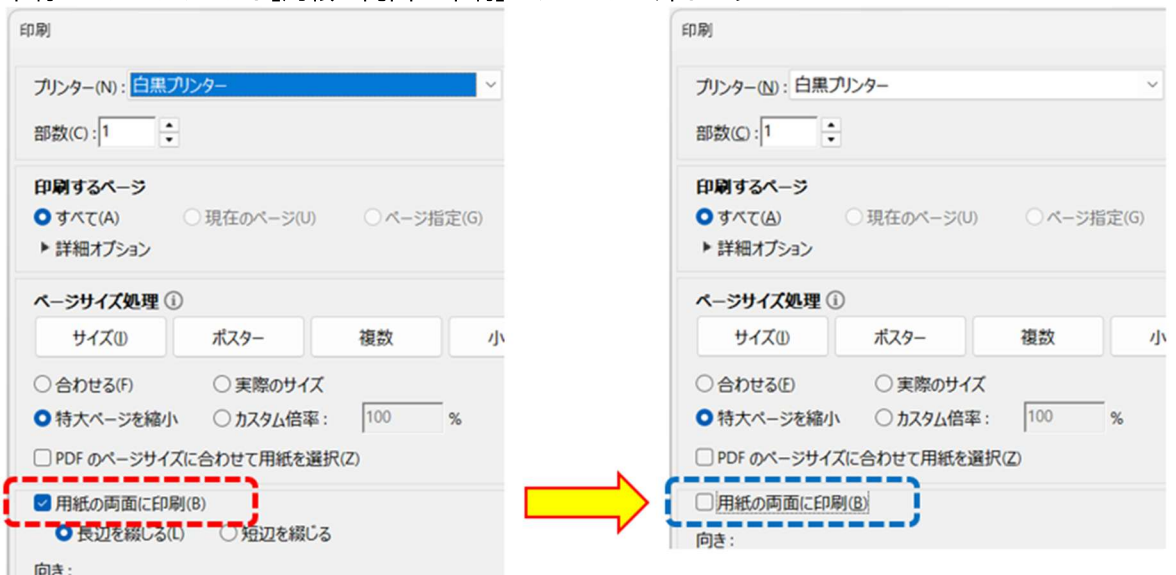 印刷
プリンター(N) : 白黒プリンター
部数(C) : 1
印刷するページ
すべて(A) 現在のページ(U) ページ指定(G)
詳細オプション
ページサイズ処理
サイズ(I) ポスター 複数 小
合わせる(F) 実際のサイズ
特大ページを縮小 カスタム倍率 : 100 %
PDF のページサイズに合わせて用紙を選択(Z)
用紙の両面に印刷(B)
長辺を綴じる(L) 短辺を綴じる
向き :
印刷
プリンター(N) : 白黒プリンター
部数(C) : 1
印刷するページ
すべて(A) 現在のページ(U) ページ指定(G)
詳細オプション
ページサイズ処理
サイズ(I) ポスター 複数 小
合わせる(F) 実際のサイズ
特大ページを縮小 カスタム倍率 : 100 %
PDF のページサイズに合わせて用紙を選択(Z)
用紙の両面に印刷(B)
向き :